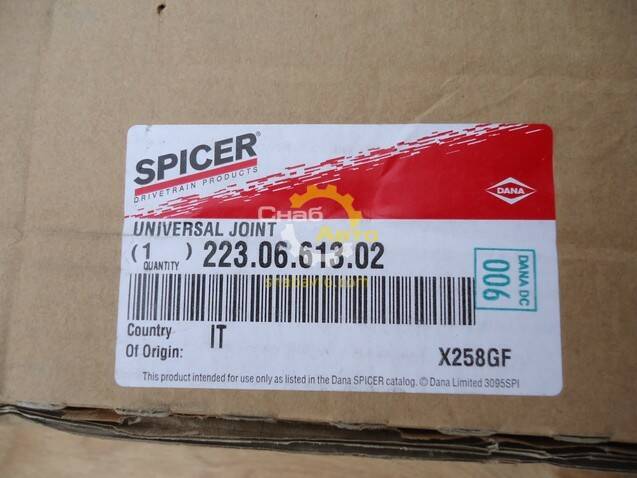 SPICER®
DRIVETRAIN PRODUCTS
DANA
UNIVERSAL JOINT
(1) 223.06.613.02
QUANTITY
Снаб
Авто
snabavto.com
DANA DC
900
Country
Of Origin:
IT
X258GF
This product intended for use only as listed in the Dana SPICER catalog. © Dana Limited 3095SPI